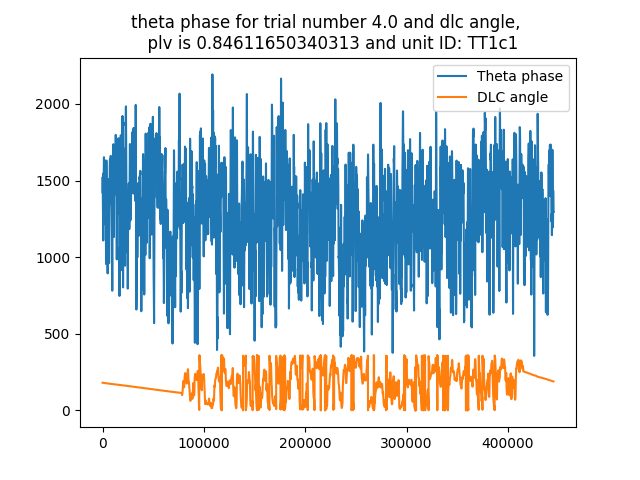 theta phase for trial number 4.0 and dlc angle,
plv is 0.84611650340313 and unit ID: TT1c1
Theta phase
DLC angle
2000
1500
1000
500
0
0 100000 200000 300000 400000